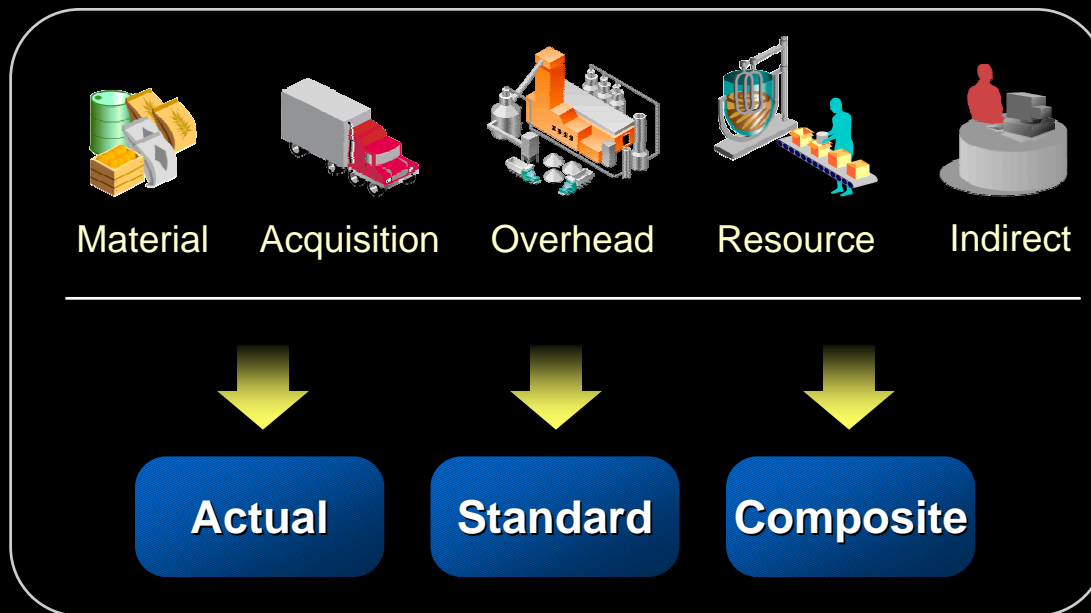 Material Acquisition Overhead Resource Indirect
Actual Standard Composite